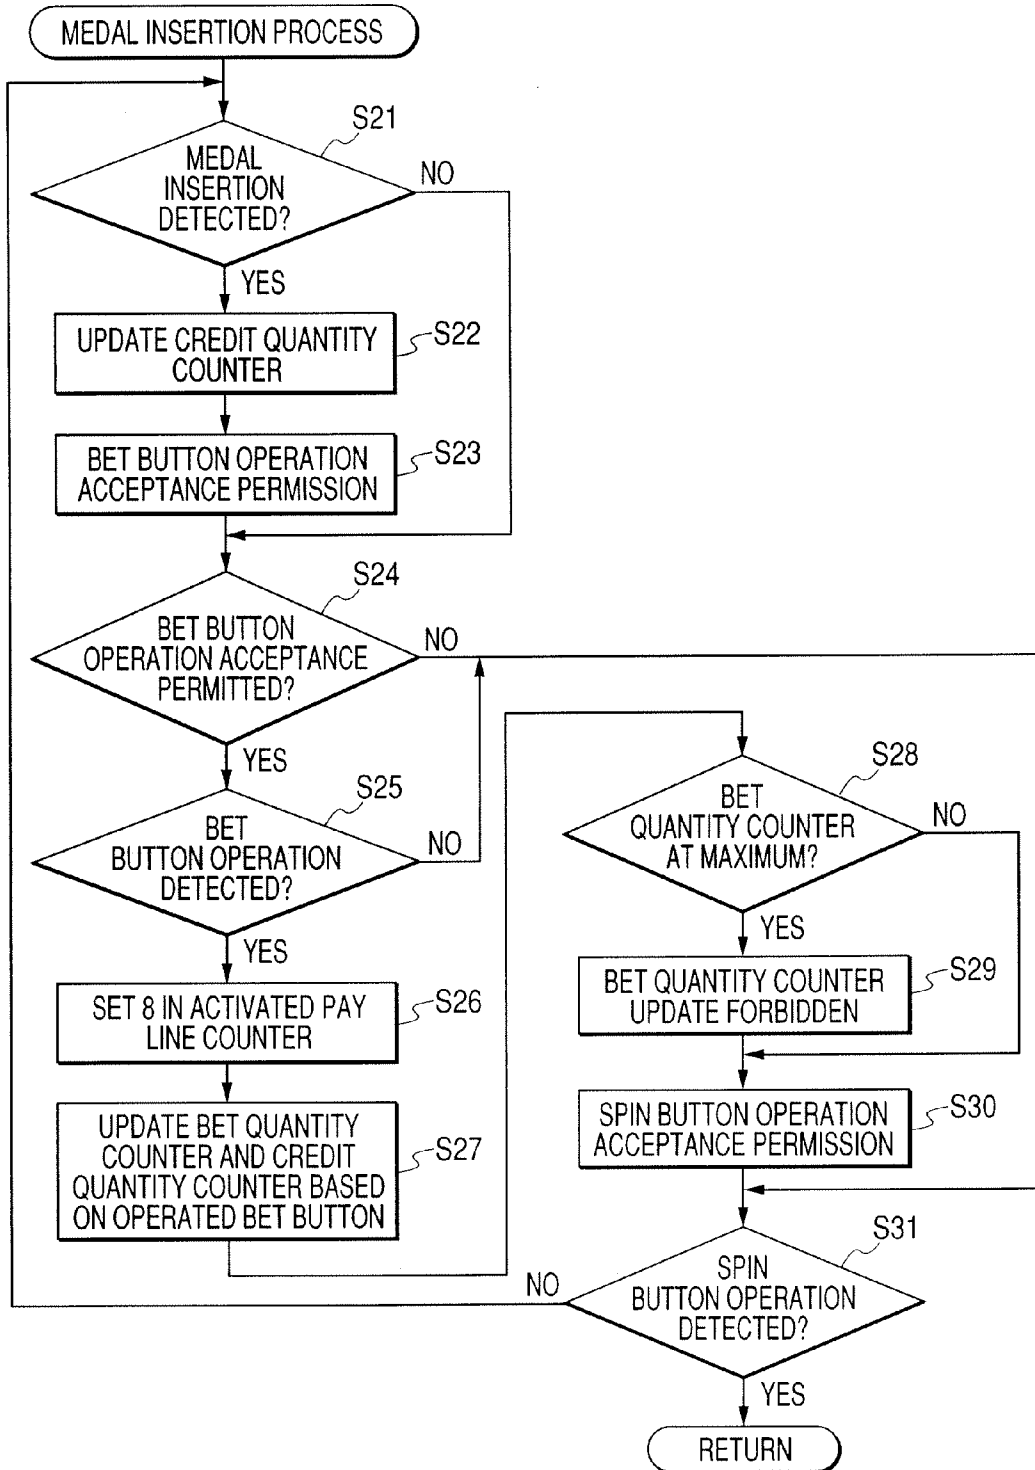 MEDAL INSERTION PROCESS
S21
MEDAL
INSERTION
DETECTED?
NO
YES
UPDATE CREDIT QUANTITY
COUNTER
S22
BET BUTTON OPERATION
ACCEPTANCE PERMISSION
S23
S24
BET BUTTON
OPERATION ACCEPTANCE
PERMITTED?
NO
YES
S25
BET
BUTTON OPERATION
DETECTED?
NO
YES
SET 8 IN ACTIVATED PAY
LINE COUNTER
S26
UPDATE BET QUANTITY
COUNTER AND CREDIT
QUANTITY COUNTER BASED
ON OPERATED BET BUTTON
S27
S28
BET
QUANTITY COUNTER
AT MAXIMUM?
NO
YES
BET QUANTITY COUNTER
UPDATE FORBIDDEN
S29
SPIN BUTTON OPERATION
ACCEPTANCE PERMISSION
S30
S31
SPIN
BUTTON OPERATION
DETECTED?
NO
YES
RETURN